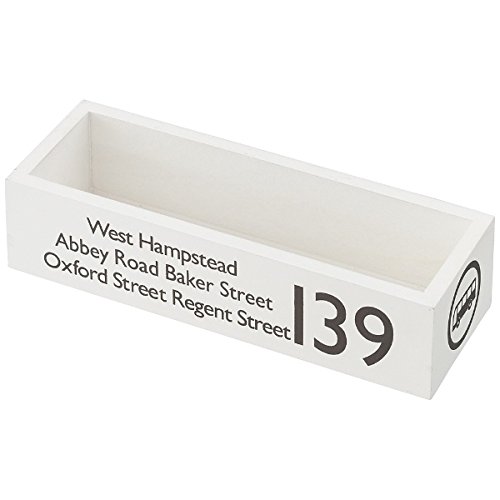 West Hampstead
Abbey Road Baker Street
Oxford Street Regent Street
139